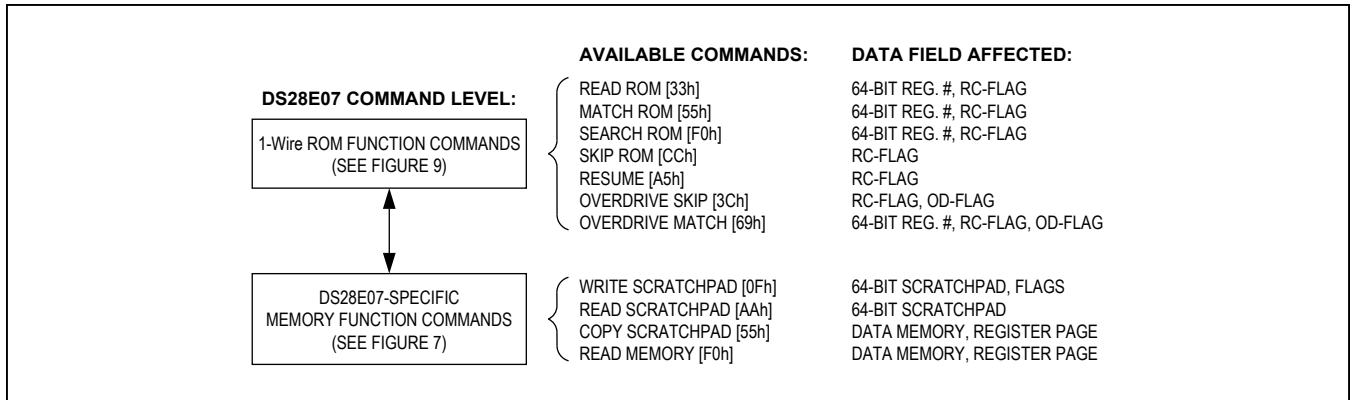 AVAILABLE COMMANDS: DATA FIELD AFFECTED:
DS28E07 COMMAND LEVEL:
1-Wire ROM FUNCTION COMMANDS
(SEE FIGURE 9)
READ ROM [33h] 64-BIT REG. #, RC-FLAG
MATCH ROM [55h] 64-BIT REG. #, RC-FLAG
SEARCH ROM [F0h] 64-BIT REG. #, RC-FLAG
SKIP ROM [CCh] RC-FLAG
RESUME [A5h] RC-FLAG
OVERDRIVE SKIP [3Ch] RC-FLAG, OD-FLAG
OVERDRIVE MATCH [69h] 64-BIT REG. #, RC-FLAG, OD-FLAG
DS28E07-SPECIFIC
MEMORY FUNCTION COMMANDS
(SEE FIGURE 7)
WRITE SCRATCHPAD [0Fh] 64-BIT SCRATCHPAD, FLAGS
READ SCRATCHPAD [AAh] 64-BIT SCRATCHPAD
COPY SCRATCHPAD [55h] DATA MEMORY, REGISTER PAGE
READ MEMORY [F0h] DATA MEMORY, REGISTER PAGE